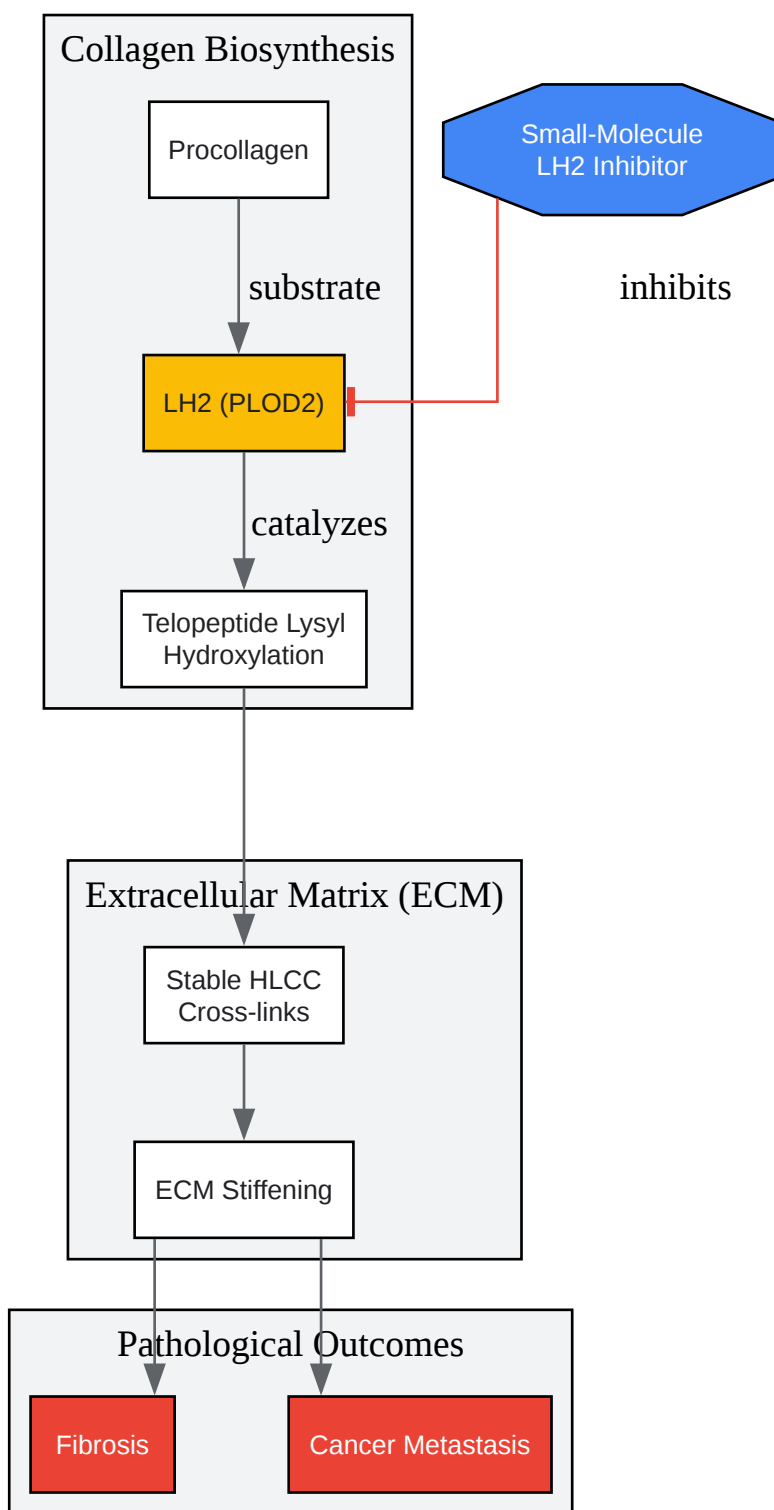 Collagen Biosynthesis
Procollagen
Small-Molecule
LH2 Inhibitor
substrate
inhibits
LH2 (PLOD2)
catalyzes
Telopeptide Lysyl
Hydroxylation
Extracellular Matrix (ECM)
Stable HLCC
Cross-links
ECM Stiffening
Pathological Outcomes
Fibrosis
Cancer Metastasis